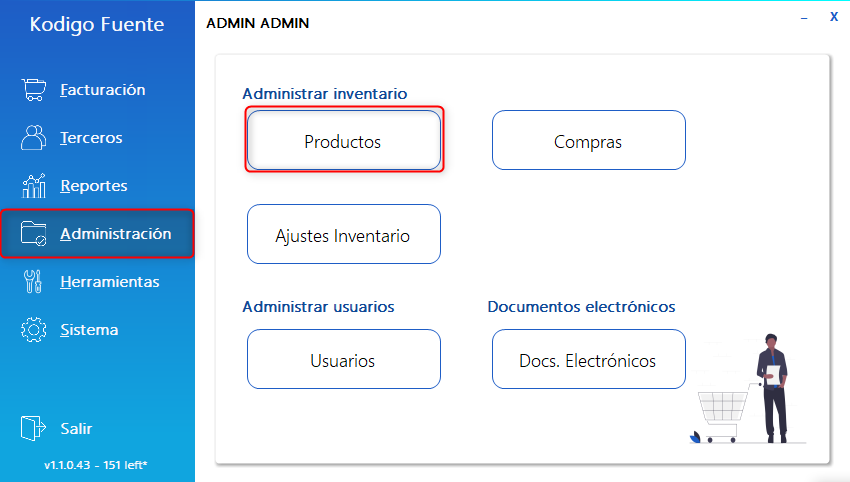 Kodigo Fuente
ADMIN ADMIN
– X
Facturación
Terceros
Reportes
Administración
Herramientas
Sistema
Salir
v1.1.0.43 - 151 left*
Administrar inventario
Productos
Compras
Ajustes Inventario
Administrar usuarios
Documentos electrónicos
Usuarios
Docs. Electrónicos